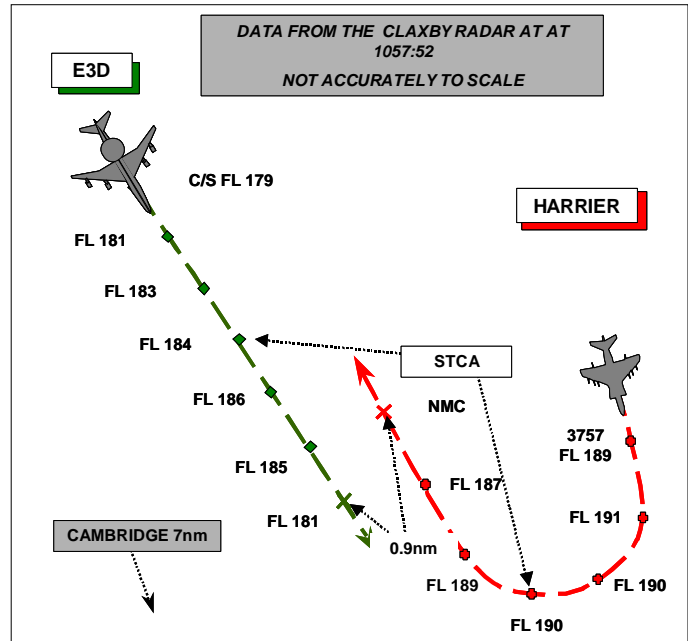 DATA FROM THE CLAXBY RADAR AT AT
1057:52
NOT ACCURATELY TO SCALE
E3D
C/S FL 179
HARRIER
FL 181
FL 183
FL 184
STCA
FL 186
NMC
3757
FL 189
FL 185
FL 187
FL 181
FL 191
CAMBRIDGE 7nm
0.9nm
FL 189
FL 190
FL 190